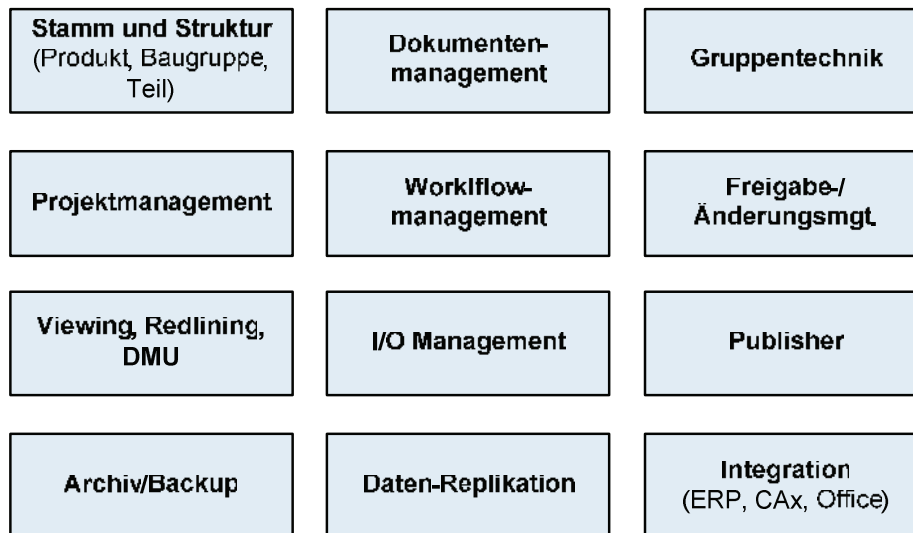 Stamm und Struktur
(Produkt, Baugruppe,
Teil)
Dokumenten-
management
Gruppentechnik
Projektmanagement
Worklflow-
management
Freigabe-/
Änderungsmgt.
Viewing, Redlining,
DMU
I/O Management
Publisher
Archiv/Backup
Daten-Replikation
Integration
(ERP, CAx, Office)